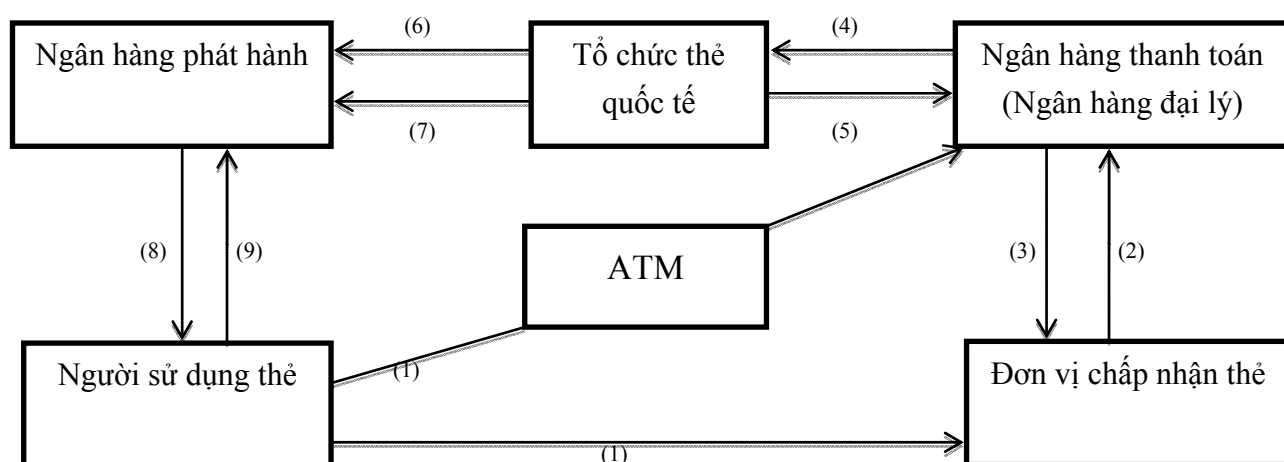 Ngân hàng phát hành
(6)
Tổ chức thẻ
quốc tế
(4)
Ngân hàng thanh toán
(Ngân hàng đại lý)
(7)
(5)
(8)
(9)
ATM
(3)
(2)
Người sử dụng thẻ
(1)
Đơn vị chấp nhận thẻ
(1)